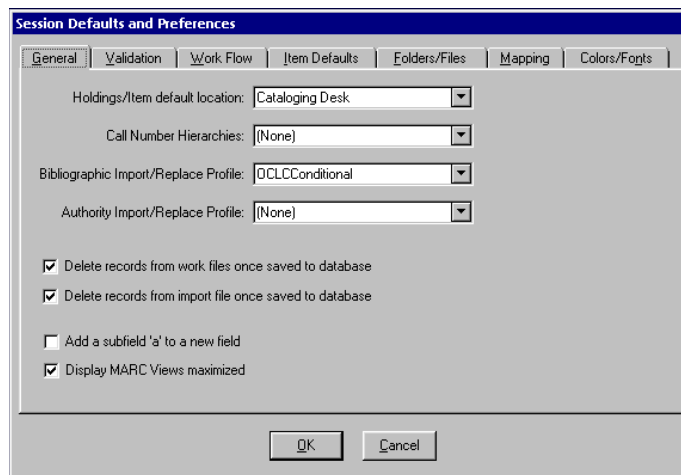 Session Defaults and Preferences
General Validation Work Flow Item Defaults Folders/Files Mapping Colors/Fonts
Holdings/Item default location: Cataloging Desk
Call Number Hierarchies: (None)
Bibliographic Import/Replace Profile: OCLCConditional
Authority Import/Replace Profile: (None)
Delete records from work files once saved to database
Delete records from import file once saved to database
Add a subfield 'a' to a new field
Display MARC Views maximized
OK Cancel